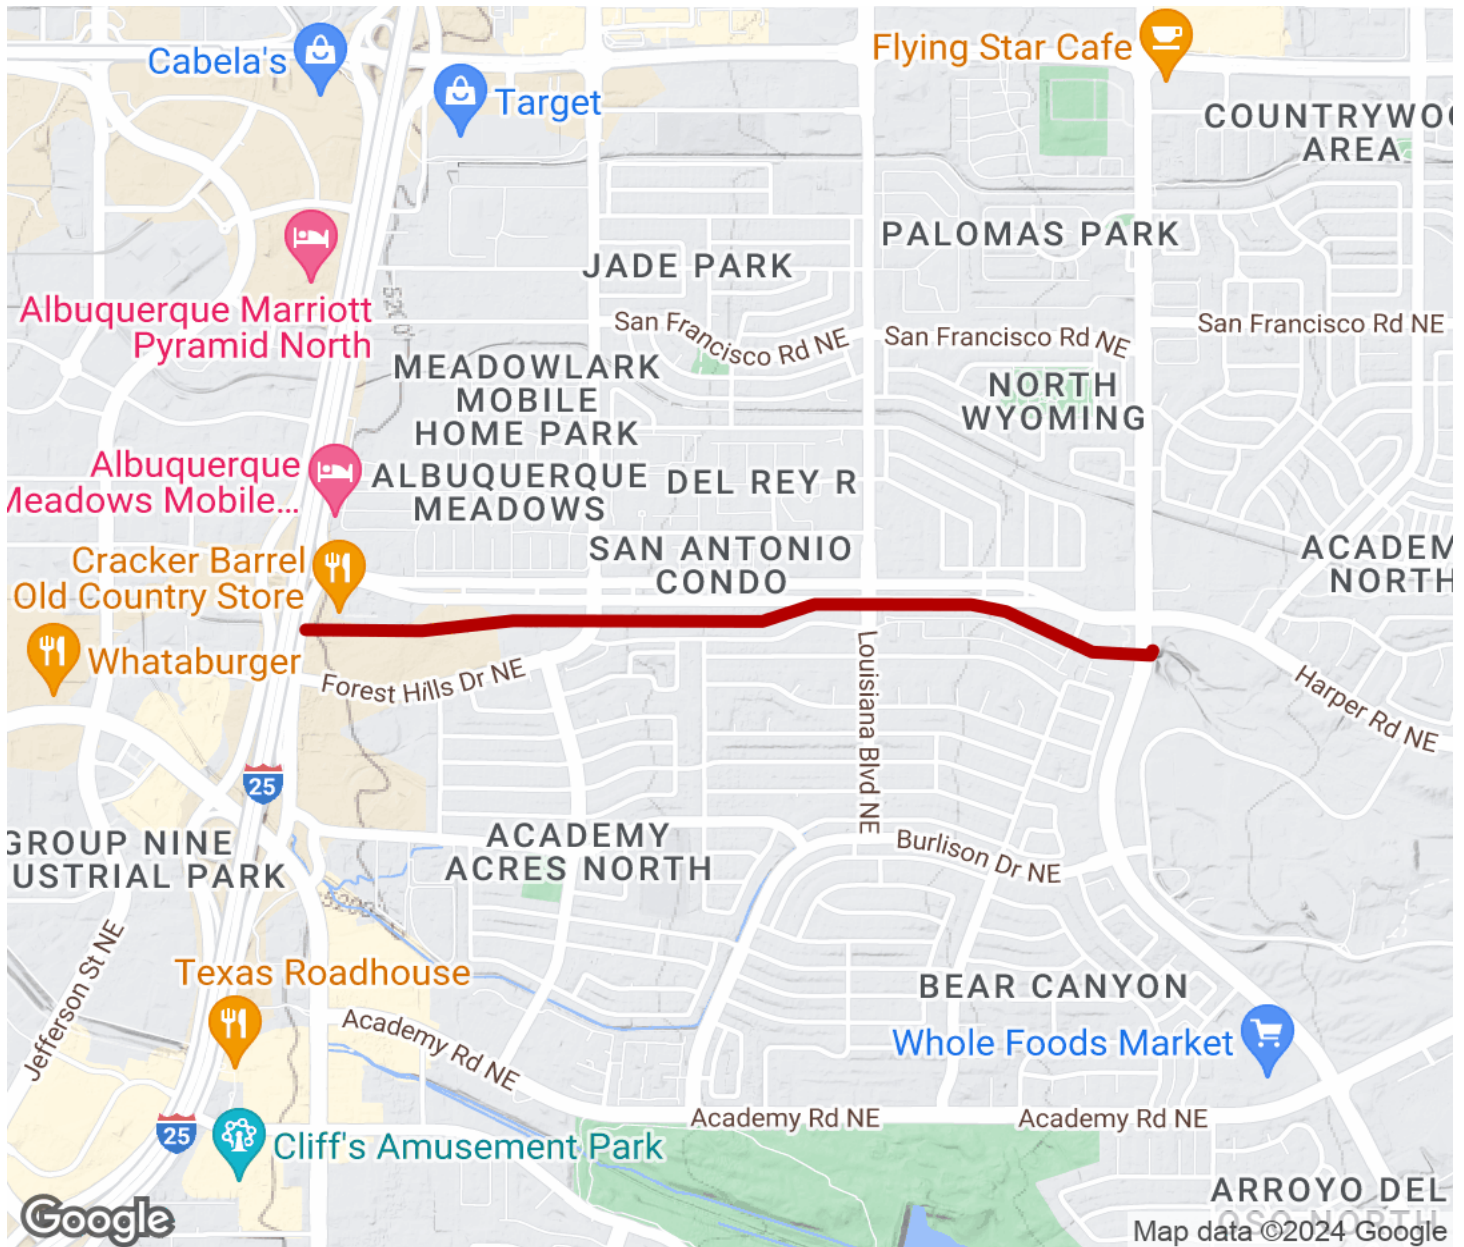 Cabela's
Flying Star Cafe
Target
COUNTRYWO
AREA
PALOMAS PARK
JADE PARK
Albuquerque Marriott
Pyramid North
San Francisco Rd NE
San Francisco Rd NE
San Francisco Rd NE
MEADOWLARK
MOBILE
HOME PARK
NORTH
WYOMING
Albuquerque
Meadows Mobile...
ALBUQUERQUE
MEADOWS
DEL REY R
SAN ANTONIO
CONDO
ACADEM
NORTH
Cracker Barrel
Old Country Store
Whataburger
Forest Hills Dr NE
Louisiana Blvd NE
Harper Rd NE
25
GROUP NINE
USTRIAL PARK
ACADEMY
ACRES NORTH
Burlison Dr NE
Jefferson St NE
Texas Roadhouse
BEAR CANYON
Academy Rd NE
Whole Foods Market
25
Cliff's Amusement Park
Academy Rd NE
Academy Rd NE
ARROYO DEL
OSO NORTH
Google
Map data ©2024 Google